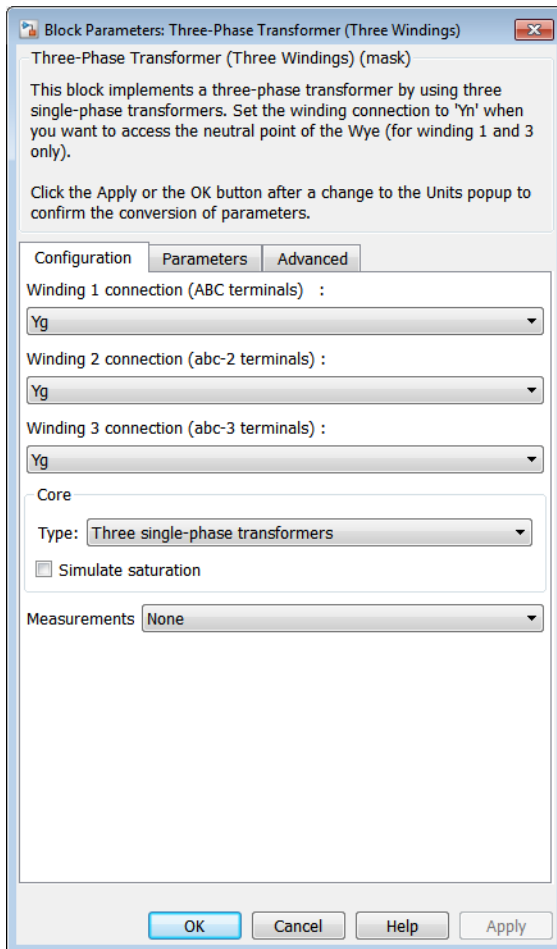 Block Parameters: Three-Phase Transformer (Three Windings)
Three-Phase Transformer (Three Windings) (mask)
This block implements a three-phase transformer by using three
single-phase transformers. Set the winding connection to 'Yn' when
you want to access the neutral point of the Wye (for winding 1 and 3
only).
Click the Apply or the OK button after a change to the Units popup to
confirm the conversion of parameters.
Configuration Parameters Advanced
Winding 1 connection (ABC terminals) :
Yg
Winding 2 connection (abc-2 terminals) :
Yg
Winding 3 connection (abc-3 terminals) :
Yg
Core
Type: Three single-phase transformers
Simulate saturation
Measurements None
OK Cancel Help Apply